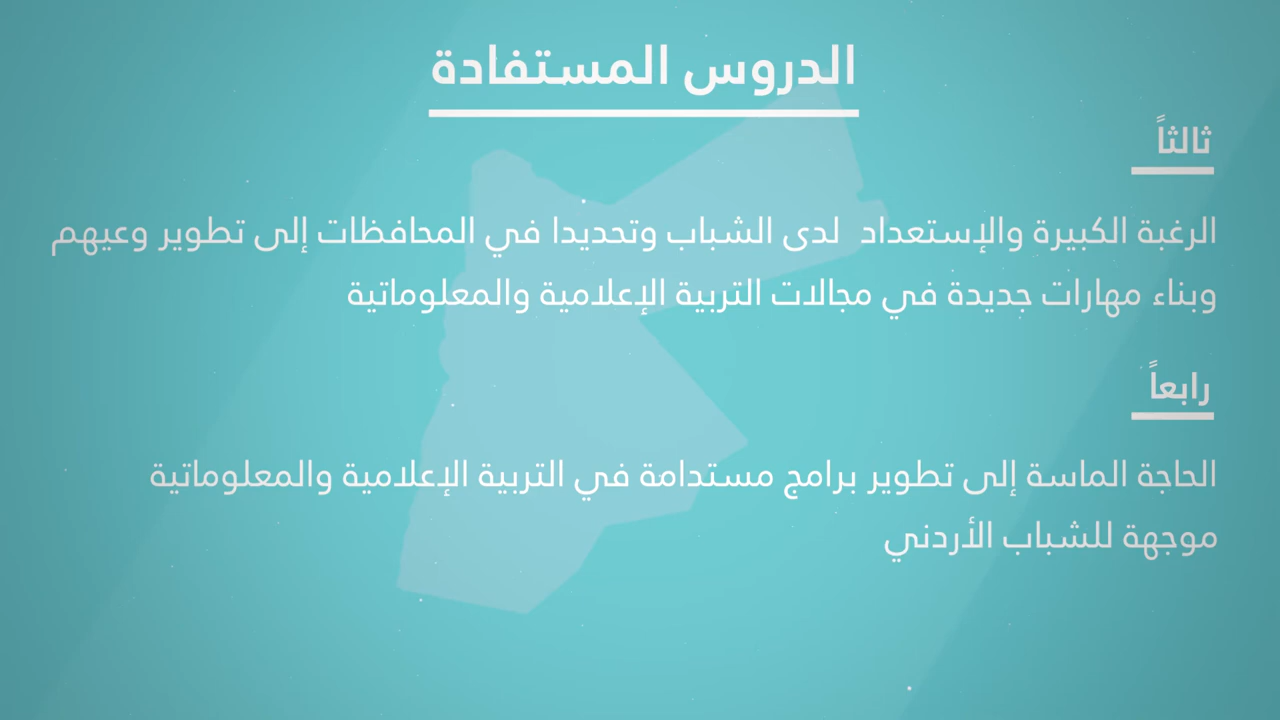 الدروس المستفادة
ثالثاً
الرغبة الكبيرة والإستعداد لدى الشباب وتحديدا في المحافظات إلى تطوير وعيهم
وبناء مهارات جديدة في مجالات التربية الإعلامية والمعلوماتية
رابعاً
الحاجة الماسة إلى تطوير برامج مستدامة في التربية الإعلامية والمعلوماتية
موجهة للشباب الأردني